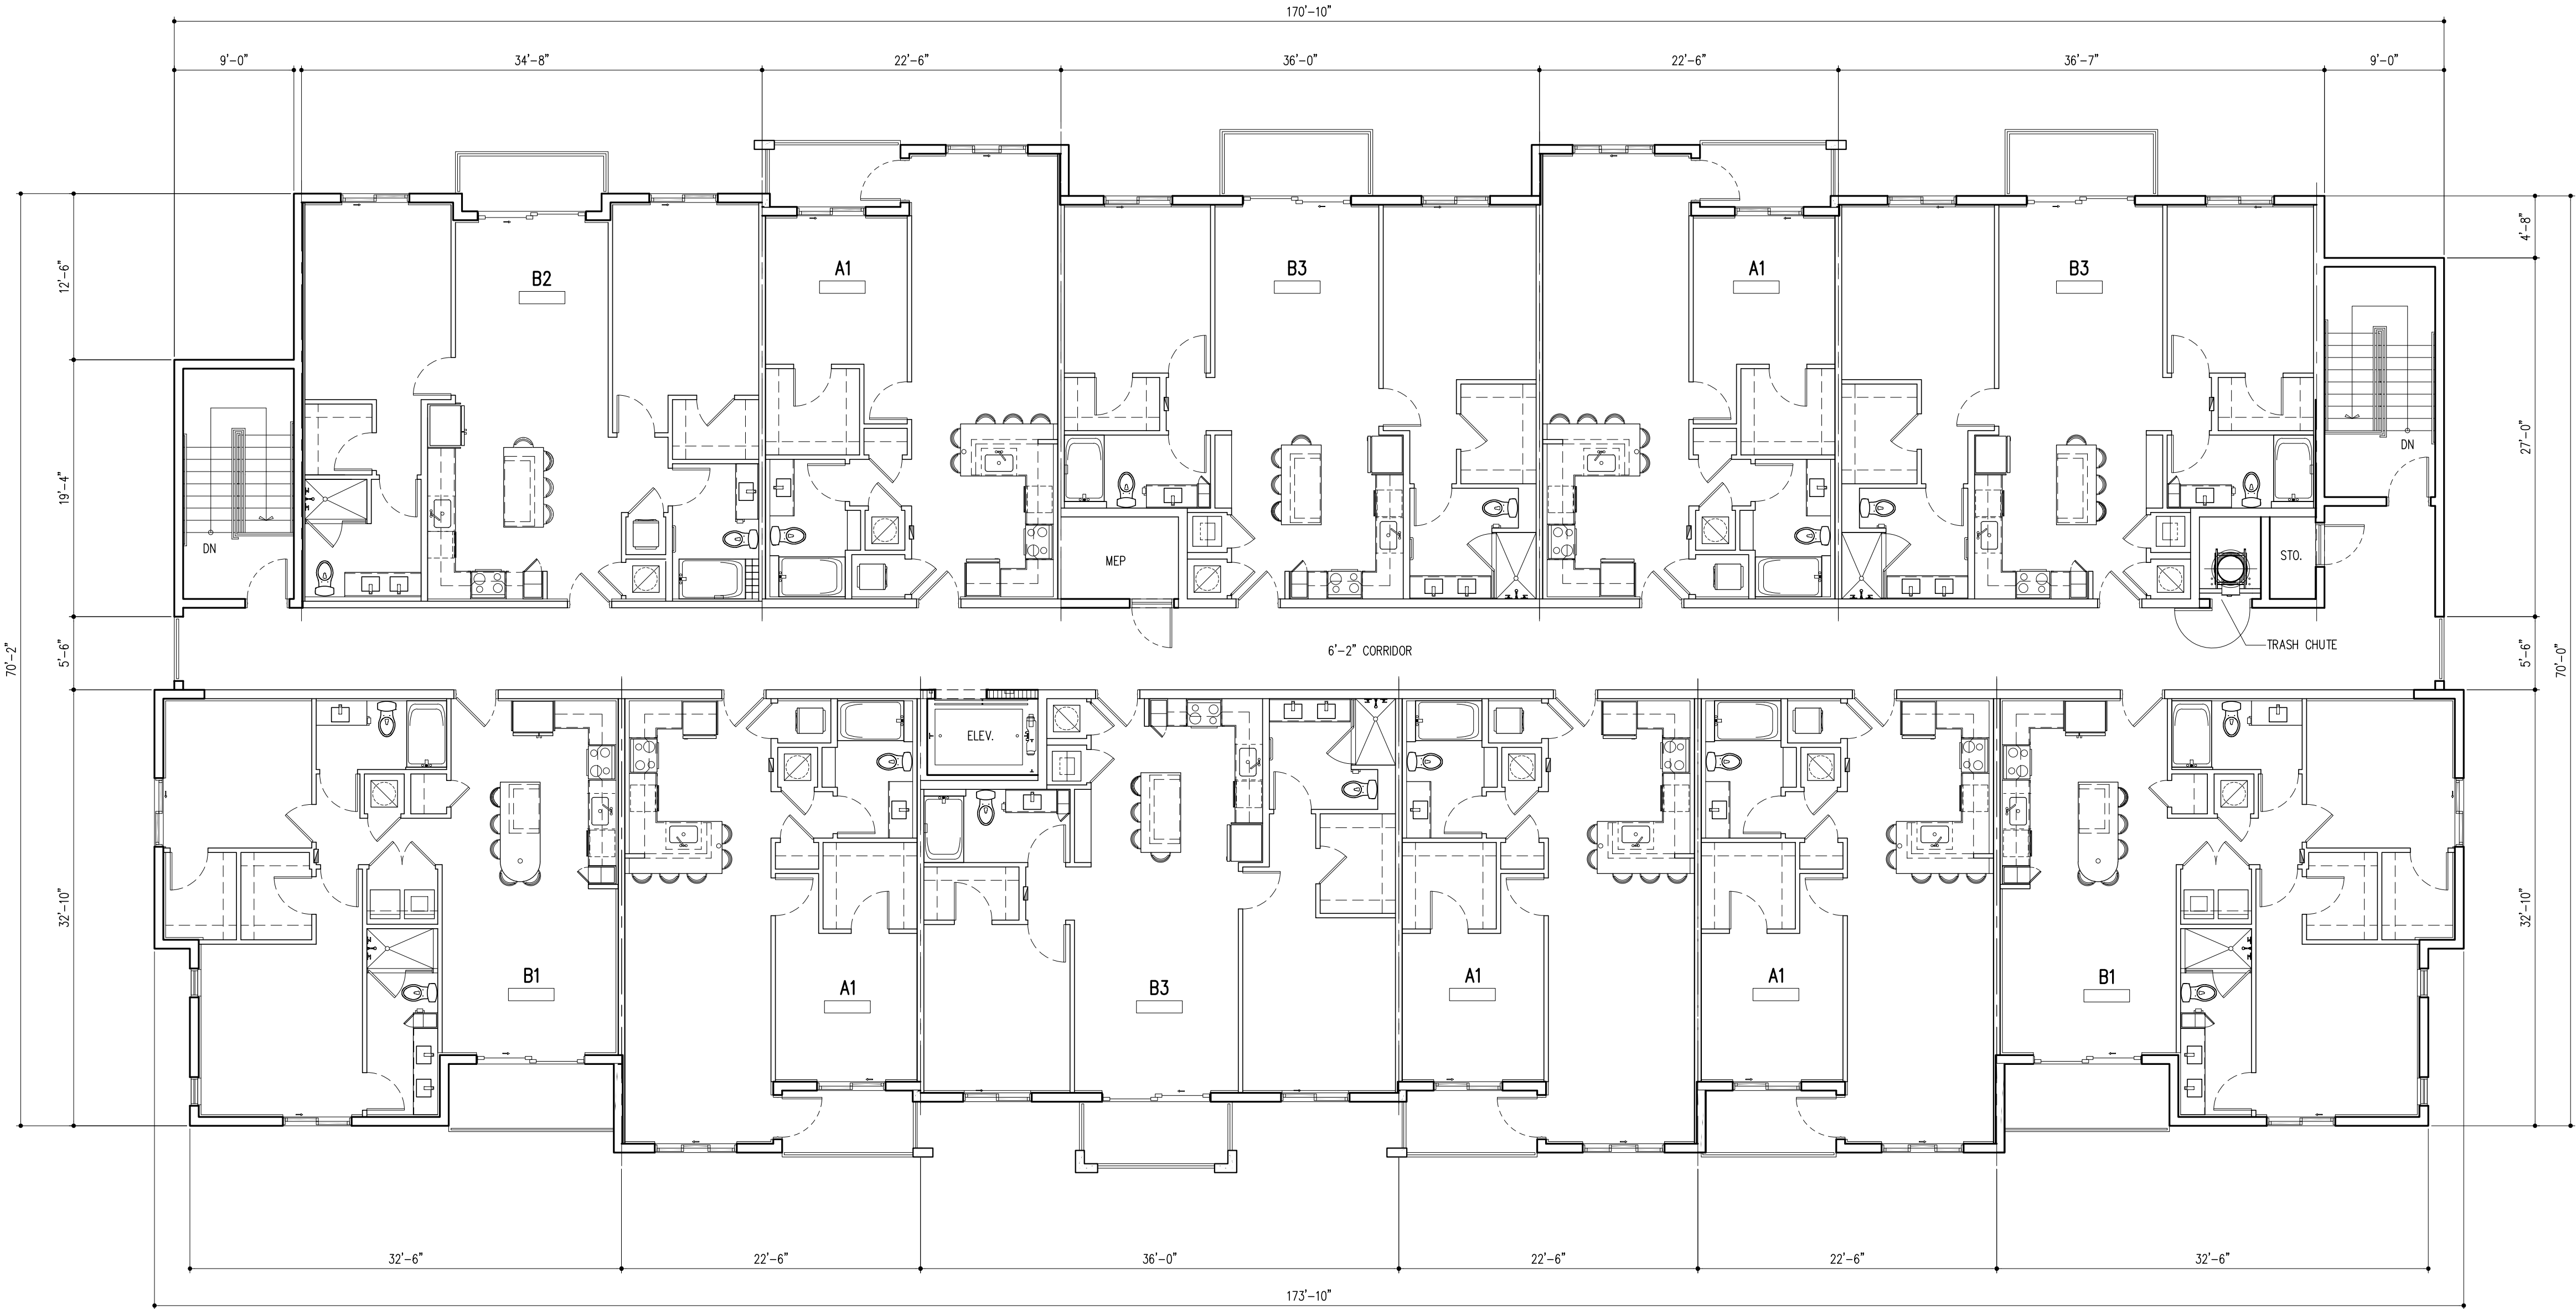 170'-10"
9'-0" 34'-8" 22'-6" 36'-0" 22'-6" 36'-7" 9'-0"
4'-8"
12'-6"
A1 B3 A1 B3
B2
27'-0"
DN
19'-4"
DN
STO.
MEP
5'-6" 6'-2" CORRIDOR TRASH CHUTE 5'-6"
70'-2" 70'-0"
ELEV.
32'-10" 32'-10"
B1 A1 B3 A1 A1 B1
32'-6" 22'-6" 36'-0" 22'-6" 22'-6" 32'-6"
173'-10"